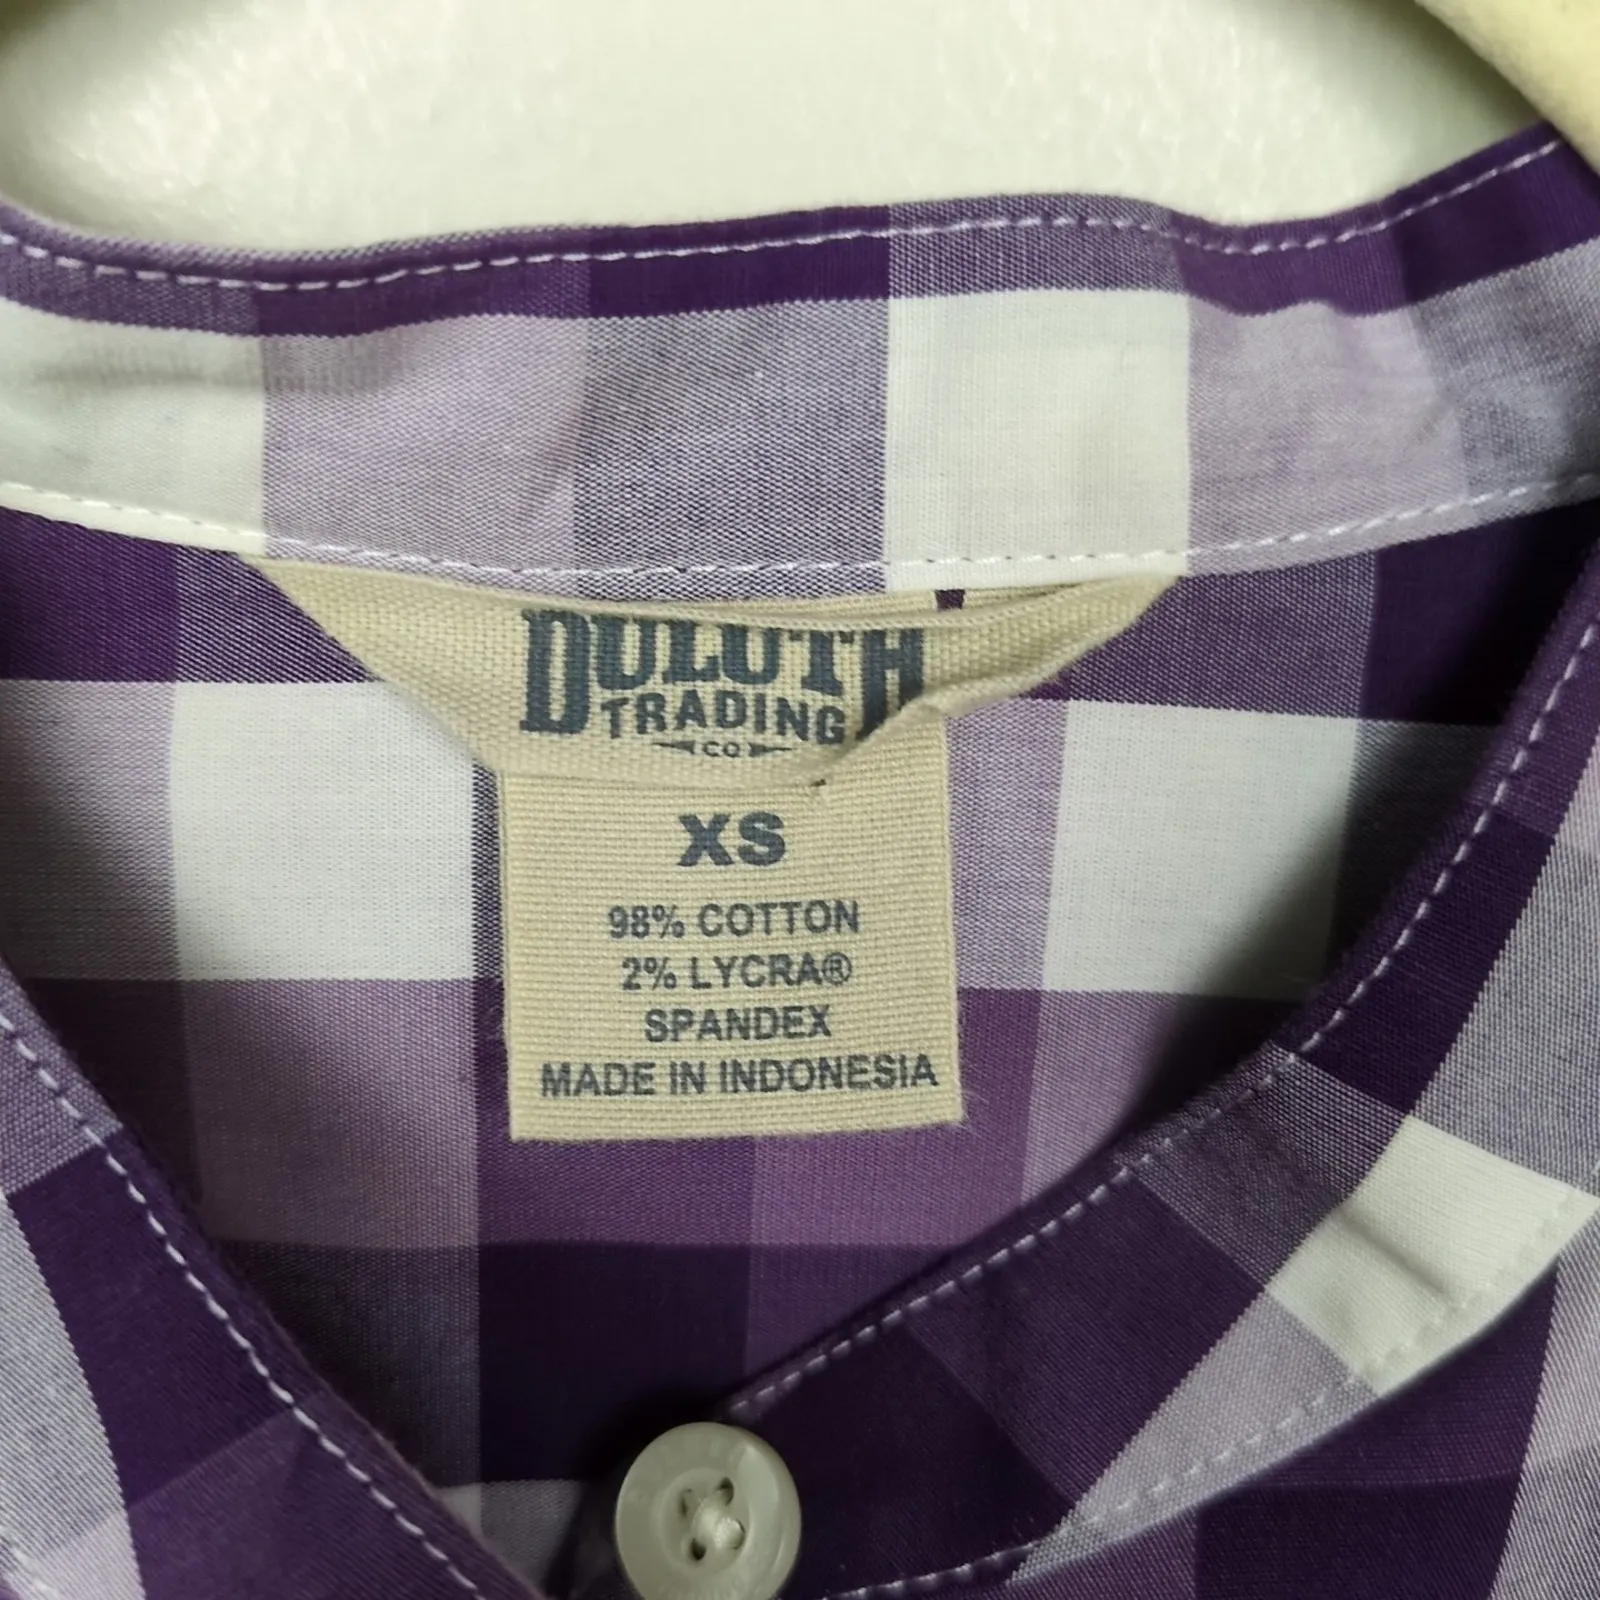 DULUTH
TRADING
CO
XS
98% COTTON
2% LYCRA®
SPANDEX
MADE IN INDONESIA